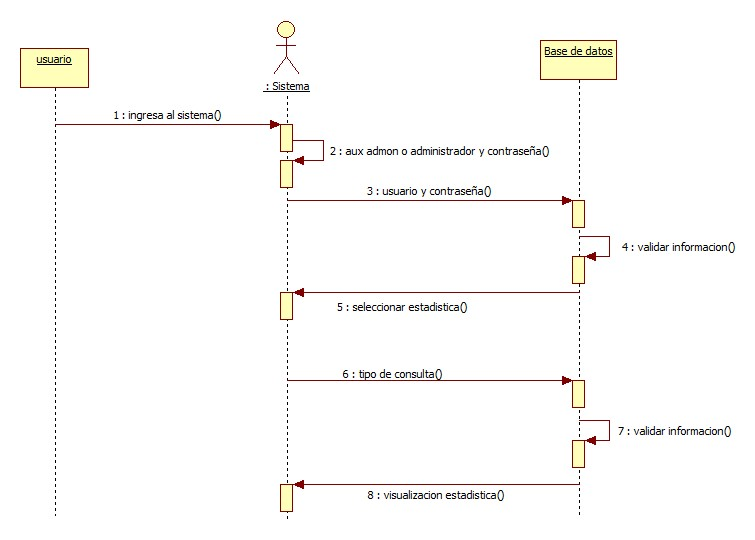 usuario
: Sistema
Base de datos
1 : ingresa al sistema()
2 : aux admon o administrador y contraseña()
3 : usuario y contraseña()
4 : validar informacion()
5 : seleccionar estadistica()
6 : tipo de consulta()
7 : validar informacion()
8 : visualizacion estadistica()